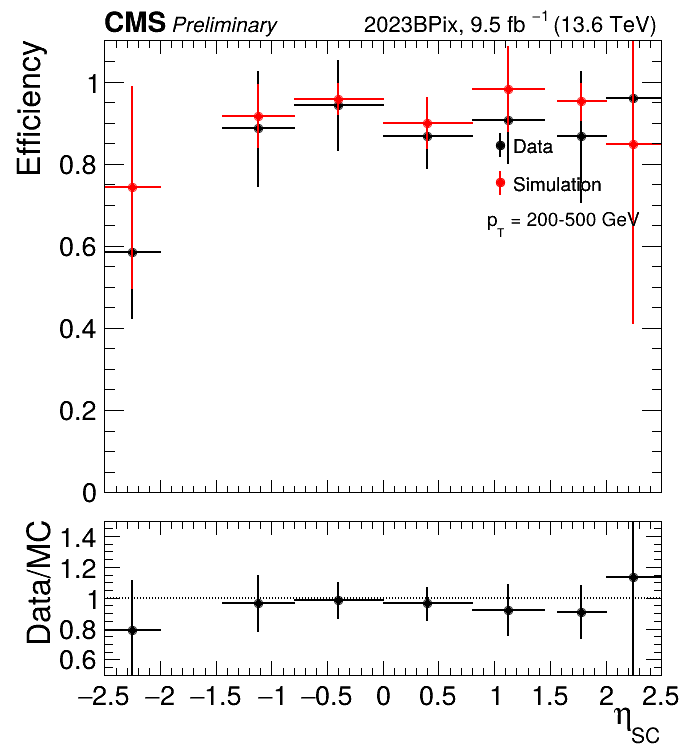 CMS Preliminary 2023BPix, 9.5 fb⁻¹ (13.6 TeV)
Efficiency
1
0.8
0.6
0.4
0.2
0
Data
Simulation
p_T = 200-500 GeV
Data/MC
1.4
1.2
1
0.8
0.6
−2.5 −2 −1.5 −1 −0.5 0 0.5 1 1.5 2 2.5
η_SC